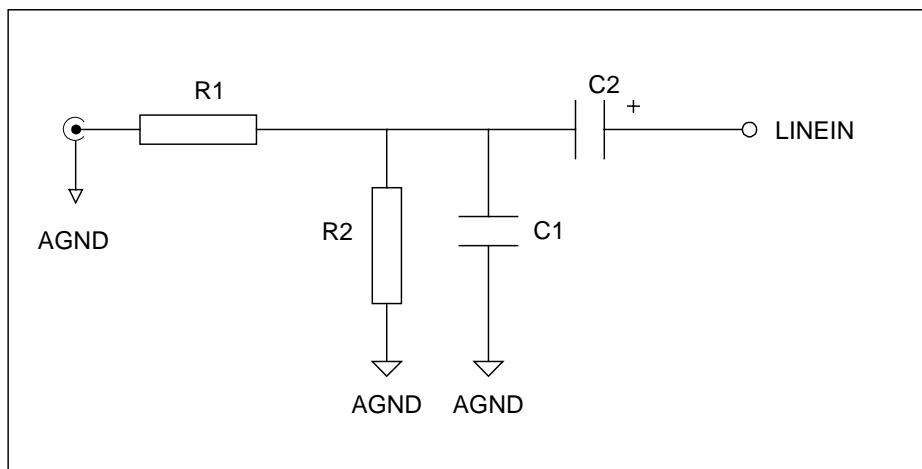 R1
C2
+
LINEIN
AGND
R2
C1
AGND
AGND